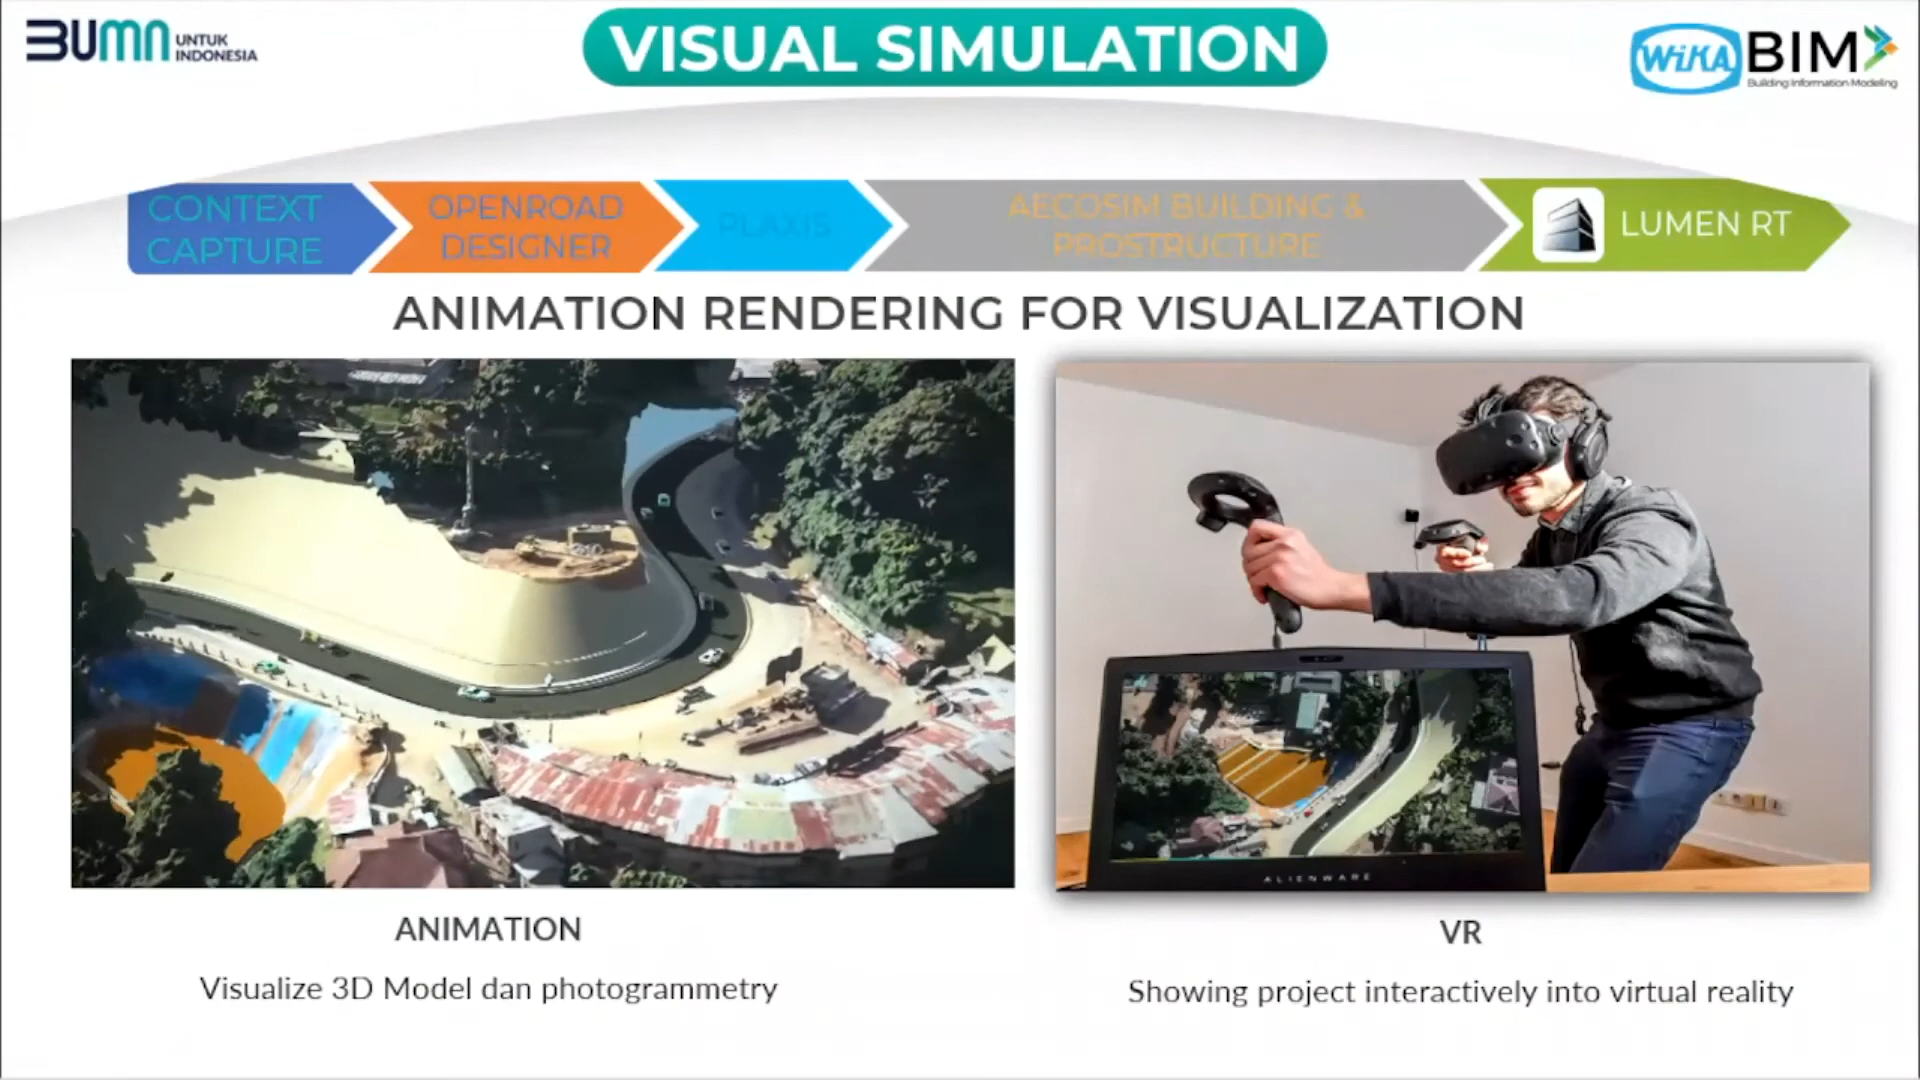 BUMN UNTUK INDONESIA
VISUAL SIMULATION
WIKA BIM
Building Information Modeling
CONTEXT CAPTURE
OPENROAD DESIGNER
PLAXIS
AECOSIM BUILDING & PROSTRUCTURE
LUMEN RT
ANIMATION RENDERING FOR VISUALIZATION
ALIENWARE
ANIMATION
VR
Visualize 3D Model dan photogrammetry
Showing project interactively into virtual reality